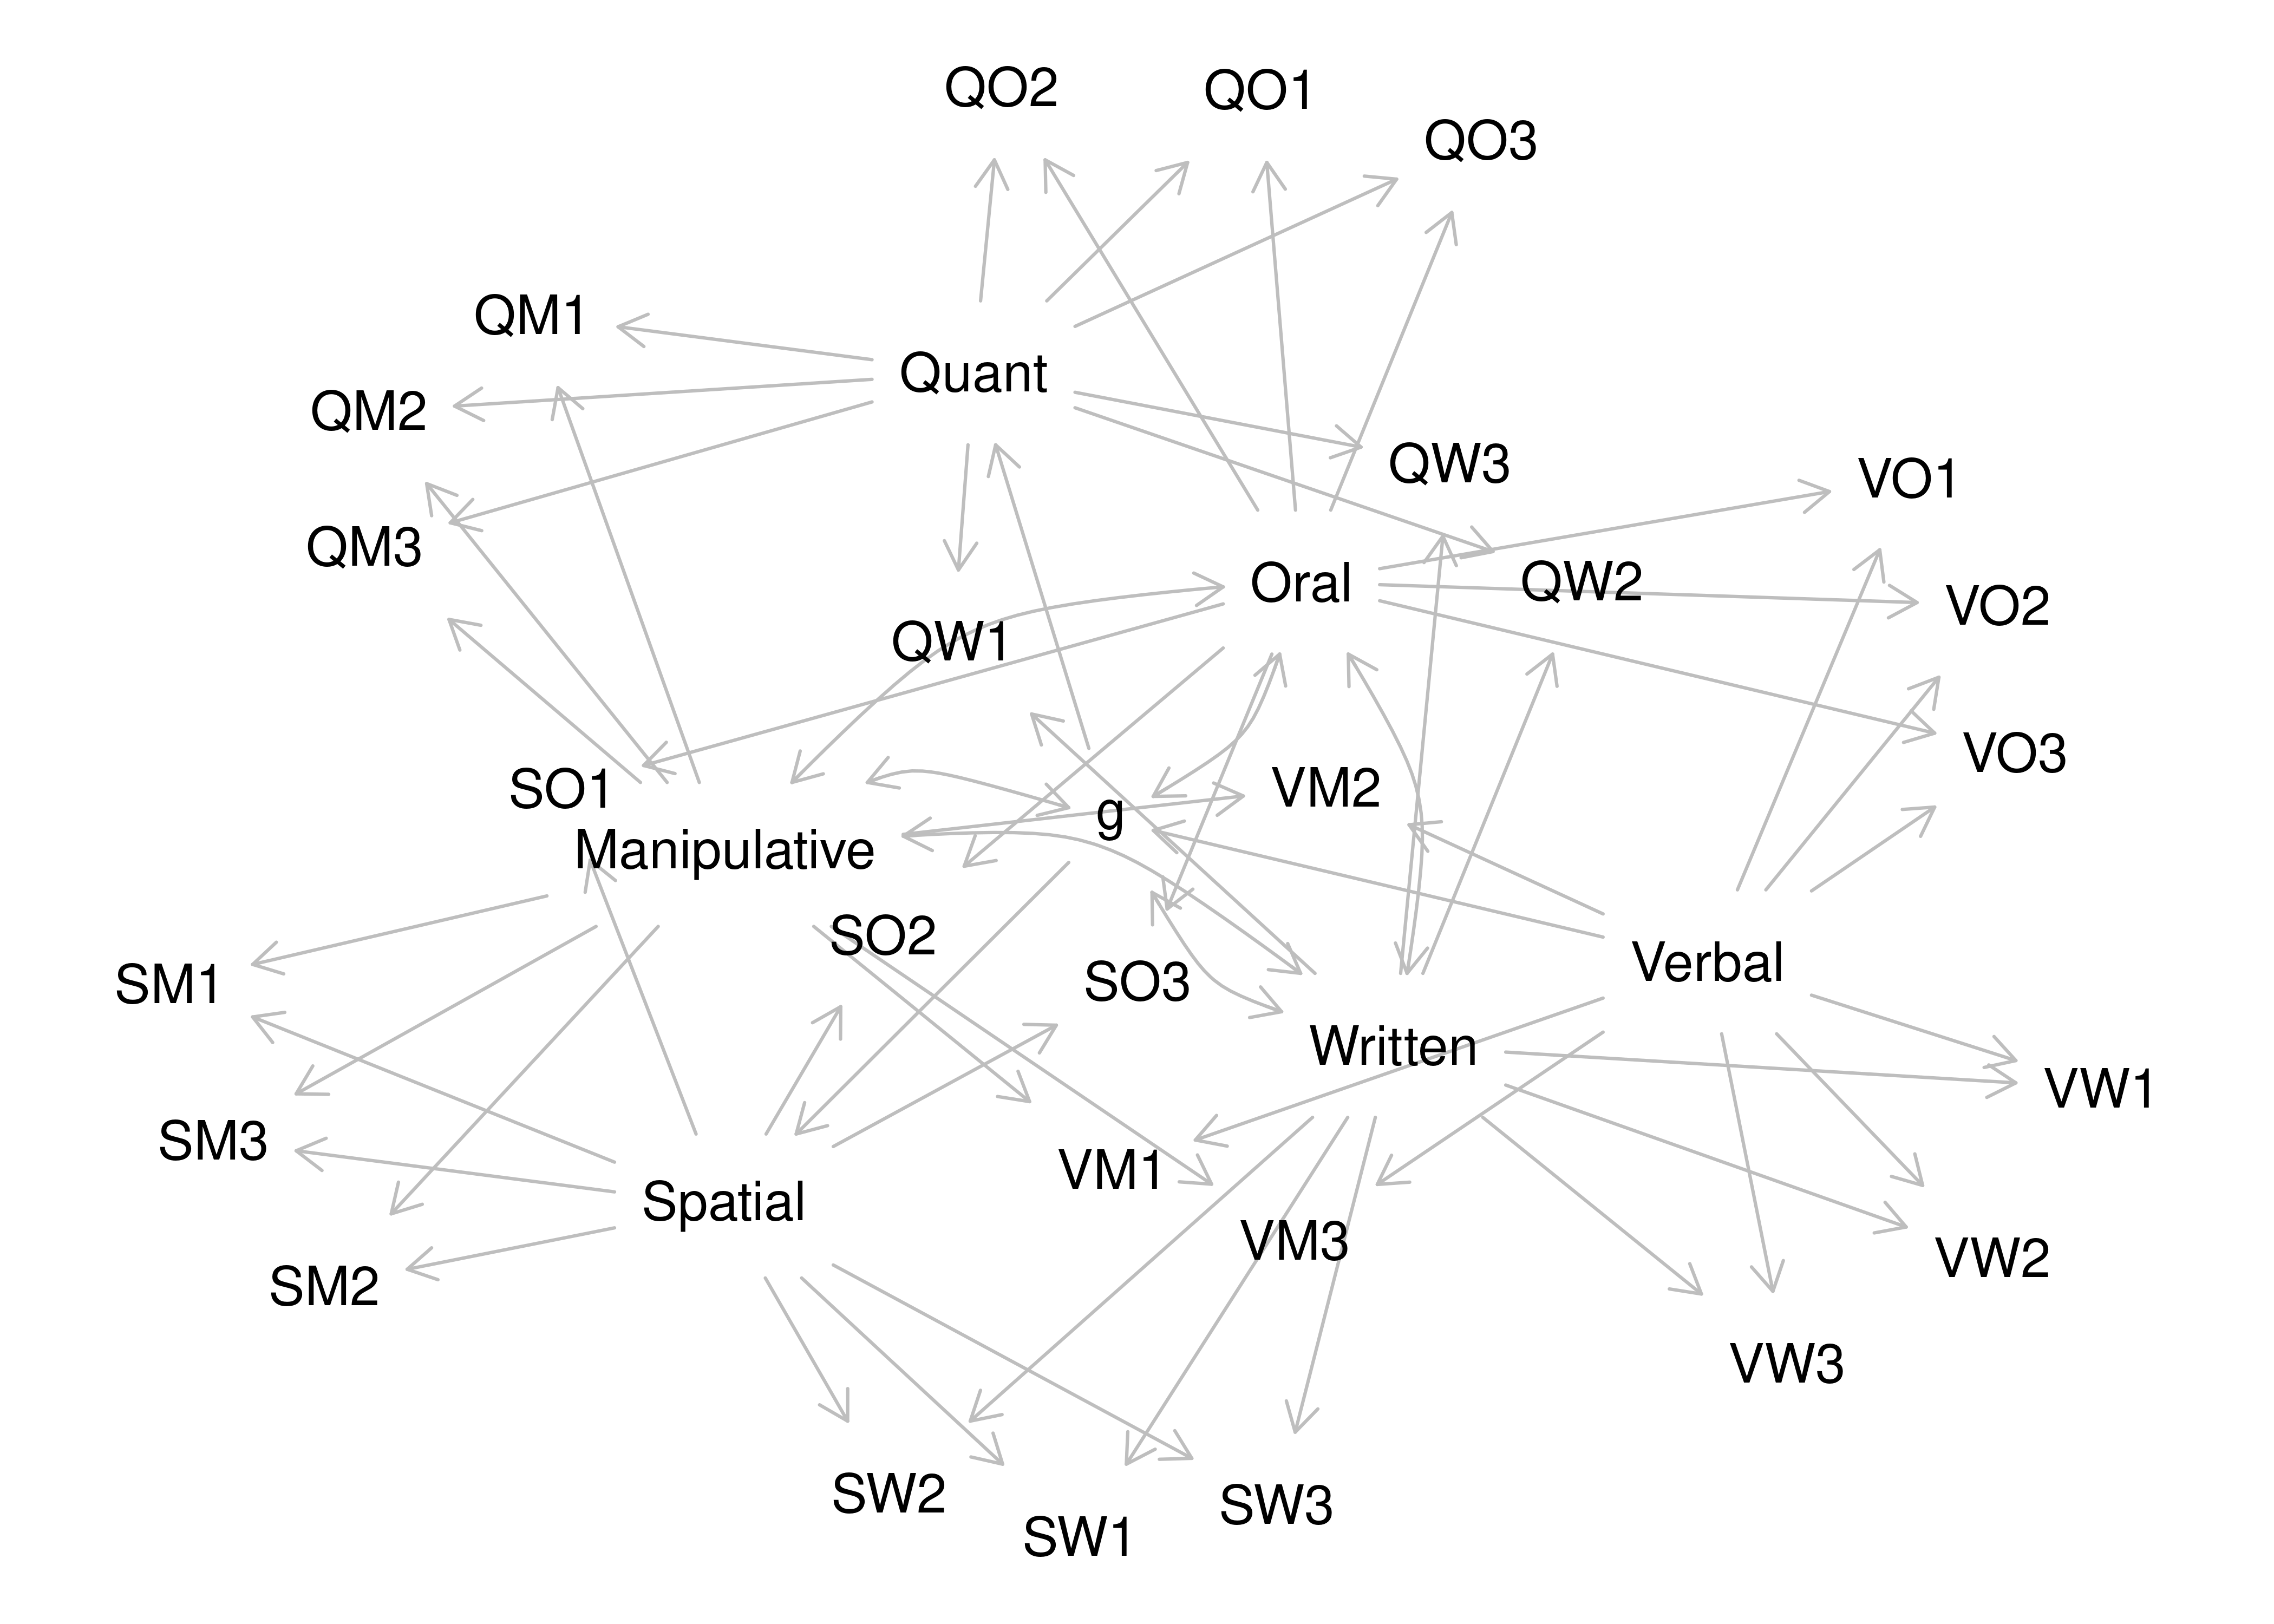 QO2
QO1
QO3
QM1
Quant
QM2
QW3
VO1
QM3
Oral
QW2
VO2
QW1
VO3
SO1
VM2
g
Manipulative
SO2
Verbal
SM1
SO3
Written
VW1
SM3
VM1
Spatial
VM3
VW2
SM2
VW3
SW2
SW3
SW1